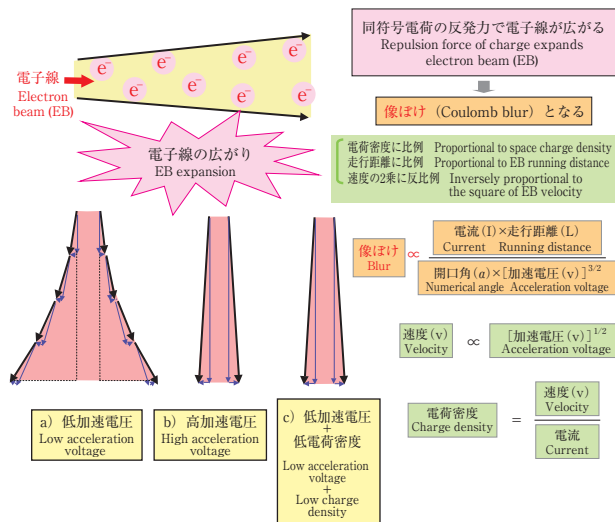 同符号電荷の反発力で電子線が広がる
Repulsion force of charge expands
electron beam (EB)
e⁻ e⁻ e⁻ e⁻
e⁻ e⁻ e⁻ e⁻
電子線
Electron
beam (EB)
像ぼけ (Coulomb blur) となる
電子線の広がり
EB expansion
電荷密度に比例 Proportional to space charge density
走行距離に比例 Proportional to EB running distance
速度の2乗に反比例 Inversely proportional to
the square of EB velocity
像ぼけ
Blur
∝
電流(I)×走行距離(L)
Current Running distance
開口角(a)×[加速電圧(v)]^3/2
Numerical angle Acceleration voltage
速度(v)
Velocity
∝
[加速電圧(v)]^1/2
Acceleration voltage
電荷密度
Charge density
=
速度(v)
Velocity
電流
Current
a) 低加速電圧
Low acceleration
voltage
b) 高加速電圧
High acceleration
voltage
c) 低加速電圧
+
低電荷密度
Low acceleration
voltage
+
Low charge
density